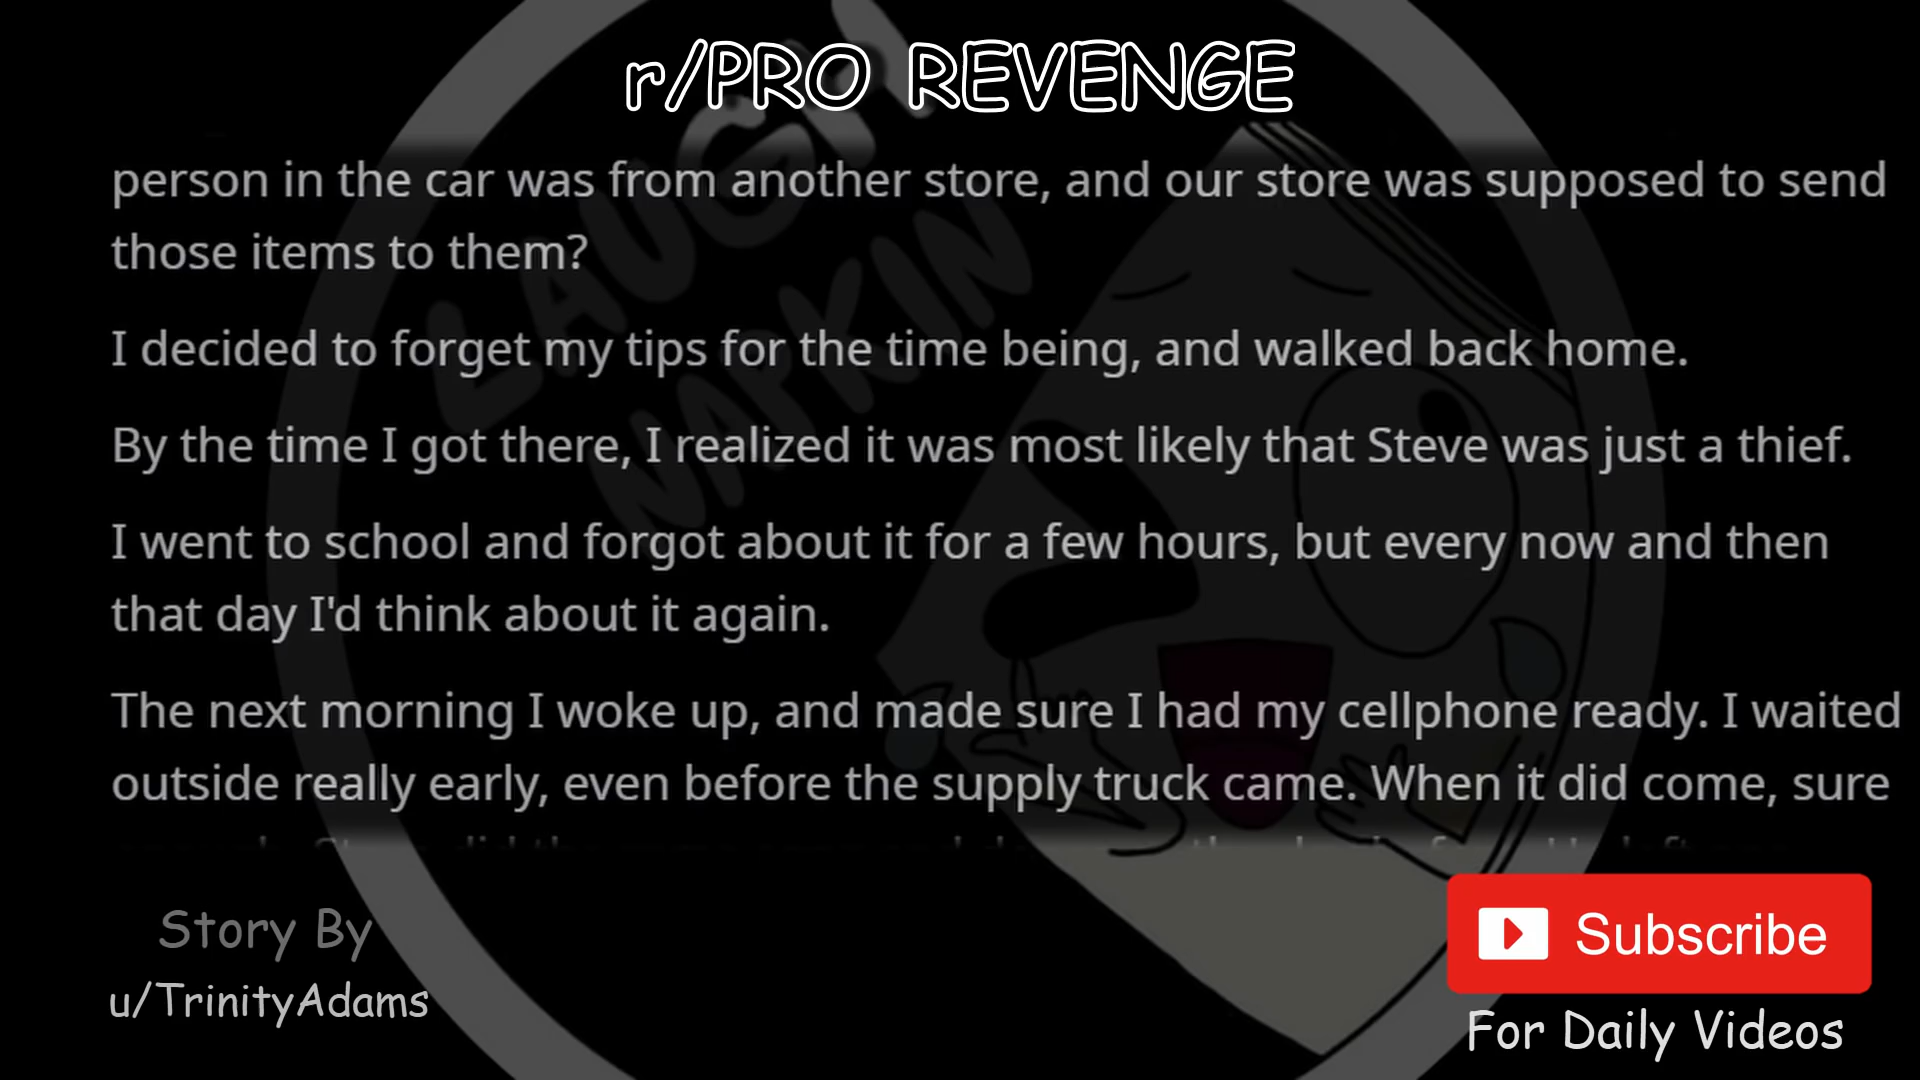 r/PRO REVENGE
LAUGH
NAPKIN
person in the car was from another store, and our store was supposed to send
those items to them?
I decided to forget my tips for the time being, and walked back home.
By the time I got there, I realized it was most likely that Steve was just a thief.
I went to school and forgot about it for a few hours, but every now and then
that day I'd think about it again.
The next morning I woke up, and made sure I had my cellphone ready. I waited
outside really early, even before the supply truck came. When it did come, sure
Story By
u/TrinityAdams
Subscribe
For Daily Videos